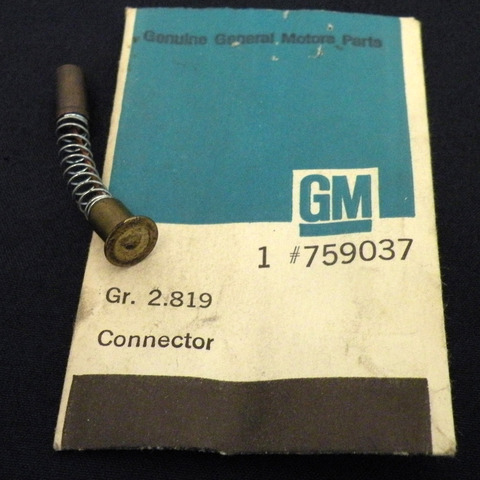 Genuine General Motors Parts
GM
1 #759037
Gr. 2.819
Connector